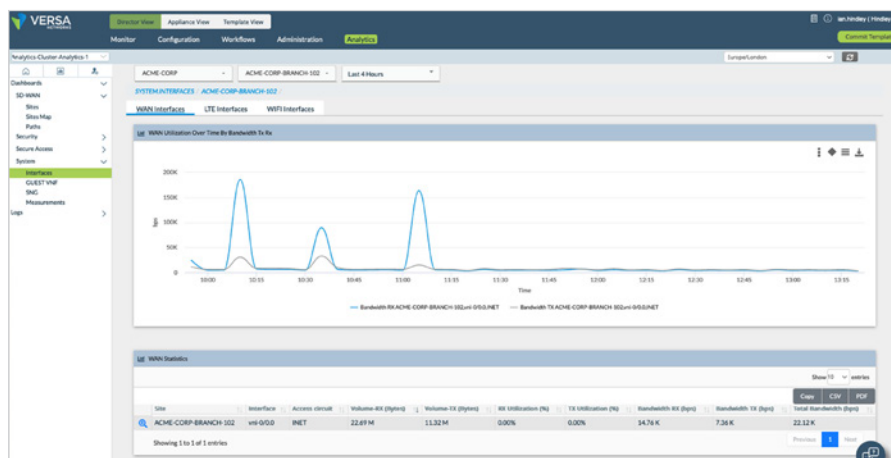 VERSA
NETWORKS
Director View Appliance View Template View
Monitor Configuration Workflows Administration Analytics
Commit Template
Analytics-Cluster-Analytics-1
Europe/London
Dashboards
SD-WAN
Sites
Sites Map
Paths
Security
Secure Access
System
Interfaces
GUEST VNF
SNG
Measurements
Logs
ACME-CORP ACME-CORP-BRANCH-102 Last 4 Hours
SYSTEM INTERFACES / ACME-CORP-BRANCH-102 /
WAN Interfaces LTE Interfaces WIFI Interfaces
WAN Utilization Over Time By Bandwidth Tx Rx
200K
150K
100K
50K
0
bps
10:00 10:15 10:30 10:45 11:00 11:15 11:30 11:45 12:00 12:15 12:30 12:45 13:00 13:15
Time
Bandwidth RX ACME-CORP-BRANCH-102,vni-0/0.0,INET Bandwidth TX ACME-CORP-BRANCH-102,vni-0/0.0,INET
WAN Statistics
Show 10 entries
Copy CSV PDF
Site Interface Access circuit Volume-RX (Bytes) Volume-TX (Bytes) RX Utilization (%) TX Utilization (%) Bandwidth RX (bps) Bandwidth TX (bps) Total Bandwidth (bps)
ACME-CORP-BRANCH-102 vni-0/0.0 INET 22.69 M 11.32 M 0.00% 0.00% 14.76 K 7.36 K 22.12 K
Showing 1 to 1 of 1 entries
Previous 1 Next